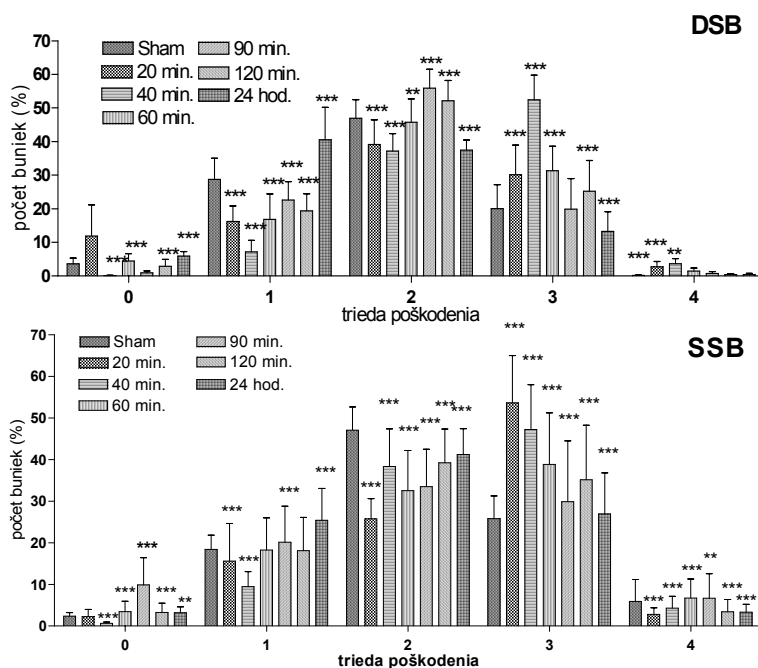 DSB
70
60
50
40
30
20
10
0
počet buniek (%)
Sham
20 min.
40 min.
60 min.
90 min.
120 min.
24 hod.
*** *** *** ***
*** *** *** *** *** ***
*** *** ** *** *** ***
*** *** *** *** ***
*** *** **
0 1 2 3 4
trieda poškodenia
SSB
70
60
50
40
30
20
10
0
počet buniek (%)
Sham
20 min.
40 min.
60 min.
90 min.
120 min.
24 hod.
*** *** *** *** **
*** *** *** ***
*** *** *** *** *** ***
*** *** *** *** *** ***
*** *** *** ** *** ***
0 1 2 3 4
trieda poškodenia